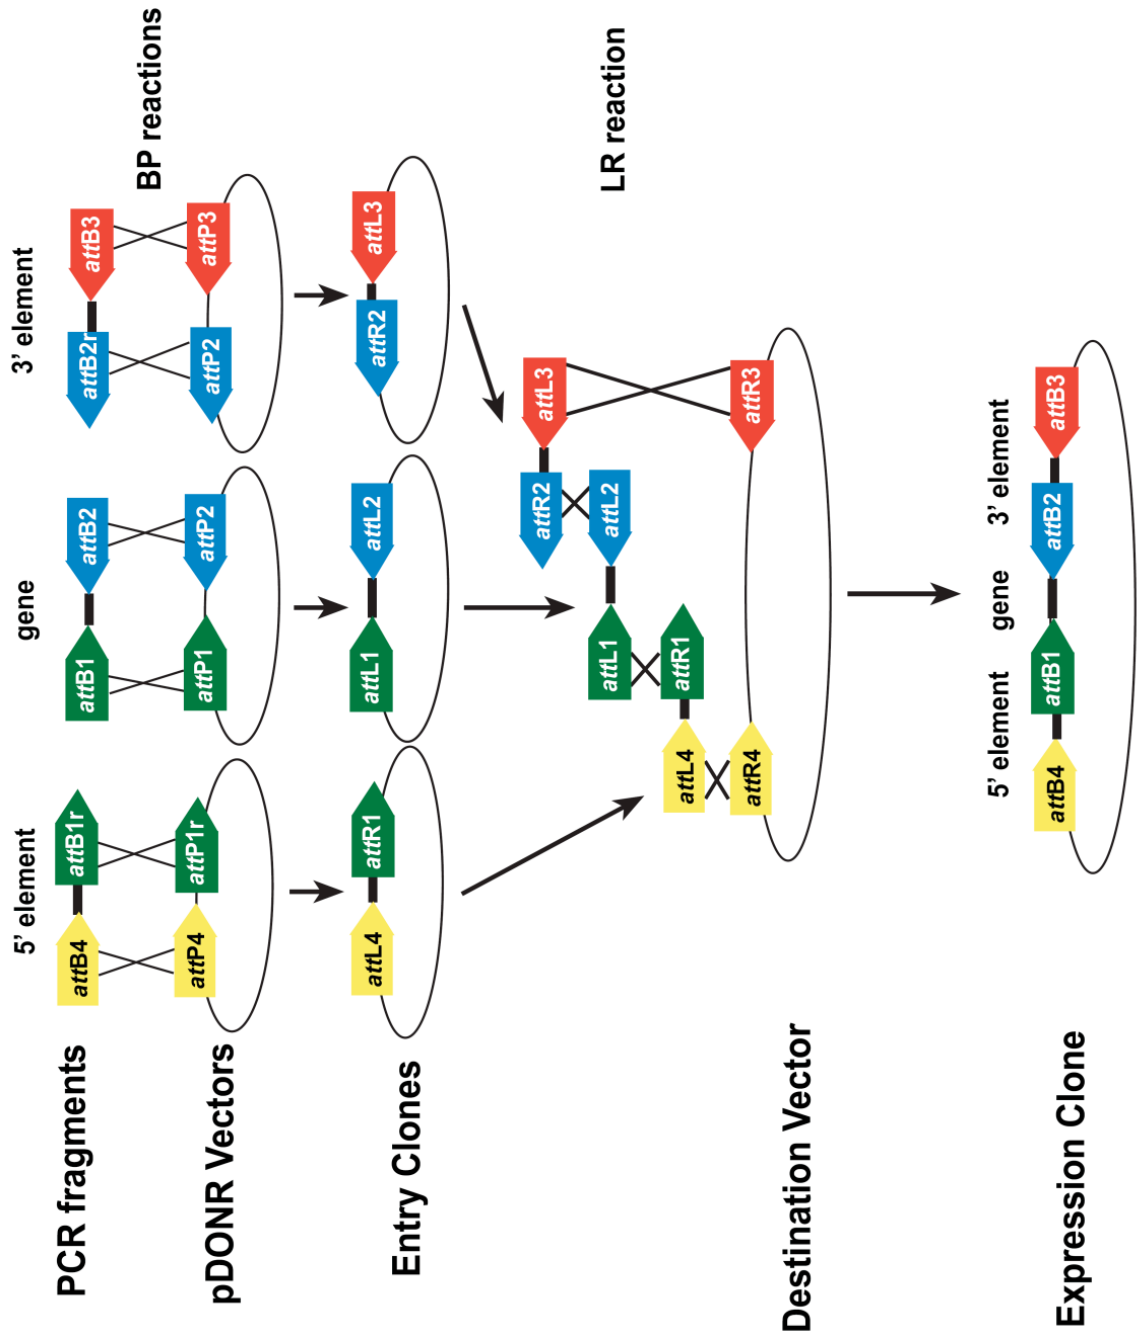 5’ element
gene
3’ element
PCR fragments
attB4
attB1r
attB1
attB2
attB2r
attB3
BP reactions
pDONR Vectors
attP4
attP1r
attP1
attP2
attP2
attP3
Entry Clones
attL4
attR1
attL1
attL2
attR2
attL3
LR reaction
attR2
attL3
attL1
attL2
attL4
attR1
Destination Vector
attR4
attR3
5’ element
gene
3’ element
Expression Clone
attB4
attB1
attB2
attB3